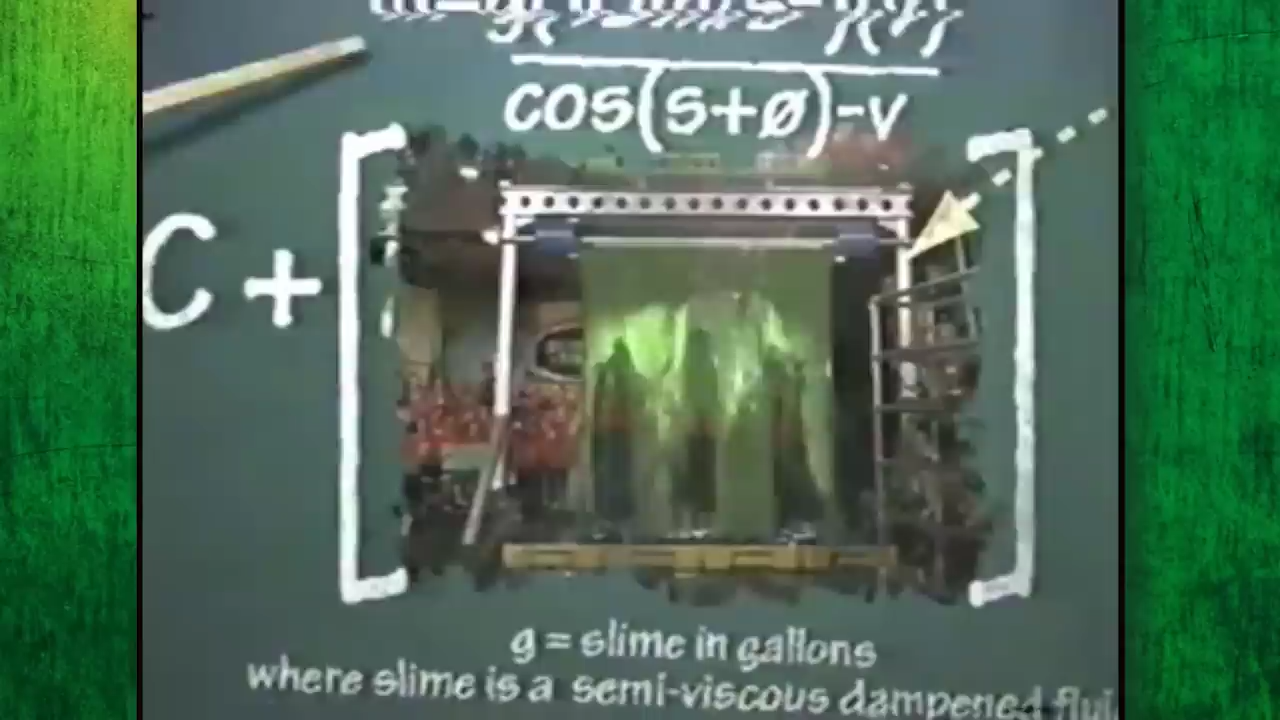 cos(s+ø)-v
C +
g = slime in gallons
where slime is a semi-viscous dampened